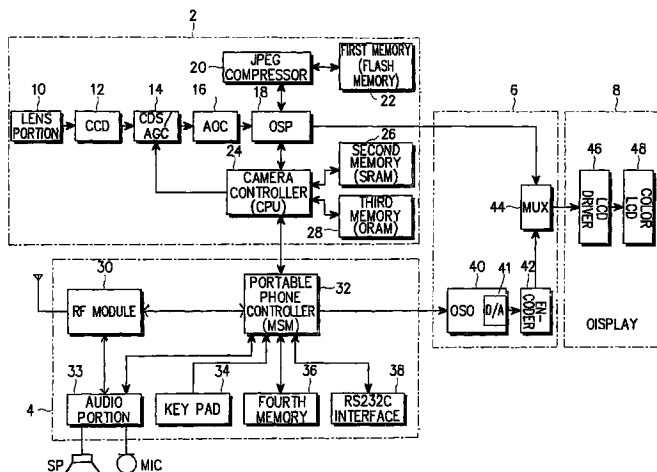 2
20
JPEG
COMPRESSOR
FIRST MEMORY
(FLASH
MEMORY)
22
10
12
14
16
18
LENS
PORTION
CCD
CDS/
AGC
AOC
OSP
24
CAMERA
CONTROLLER
(CPU)
26
SECOND
MEMORY
(SRAM)
THIRD
MEMORY
(ORAM)
28
6
8
44
MUX
46
LCD
DRIVER
48
COLOR
LCD
40
41
42
OSO
D/A
EN-
CODER
OISPLAY
30
RF MODULE
PORTABLE
PHONE
CONTROLLER
(MSM)
32
33
34
36
38
4
AUDIO
PORTION
KEY PAD
FOURTH
MEMORY
RS232C
INTERFACE
SP
MIC